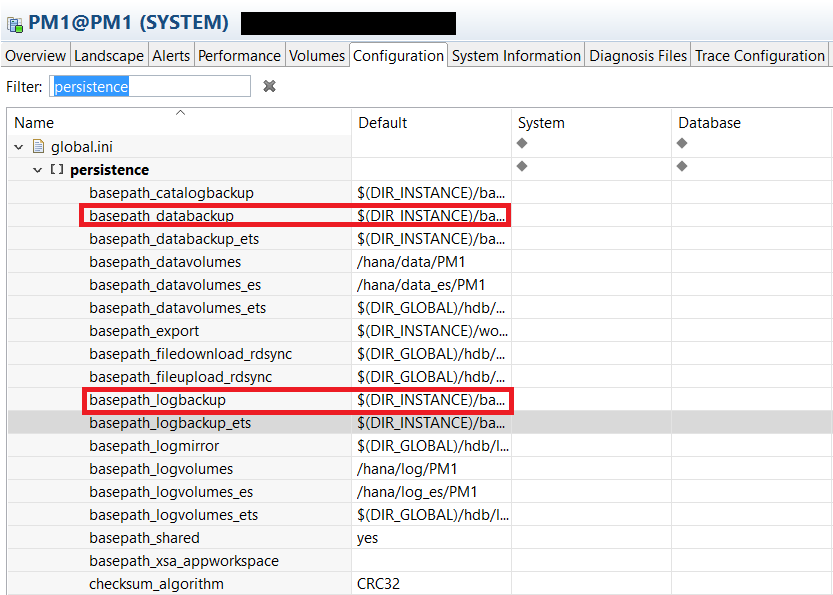 PM1@PM1 (SYSTEM)
Overview Landscape Alerts Performance Volumes Configuration System Information Diagnosis Files Trace Configuration
Filter: persistence
Name Default System Database
global.ini
[ ] persistence
basepath_catalogbackup $(DIR_INSTANCE)/ba...
basepath_databackup $(DIR_INSTANCE)/ba...
basepath_databackup_ets $(DIR_INSTANCE)/ba...
basepath_datavolumes /hana/data/PM1
basepath_datavolumes_es /hana/data_es/PM1
basepath_datavolumes_ets $(DIR_GLOBAL)/hdb/...
basepath_export $(DIR_INSTANCE)/wo...
basepath_filedownload_rdsync $(DIR_GLOBAL)/hdb/...
basepath_fileupload_rdsync $(DIR_GLOBAL)/hdb/...
basepath_logbackup $(DIR_INSTANCE)/ba...
basepath_logbackup_ets $(DIR_INSTANCE)/ba...
basepath_logmirror $(DIR_GLOBAL)/hdb/l...
basepath_logvolumes /hana/log/PM1
basepath_logvolumes_es /hana/log_es/PM1
basepath_logvolumes_ets $(DIR_GLOBAL)/hdb/l...
basepath_shared yes
basepath_xsa_appworkspace
checksum_algorithm CRC32